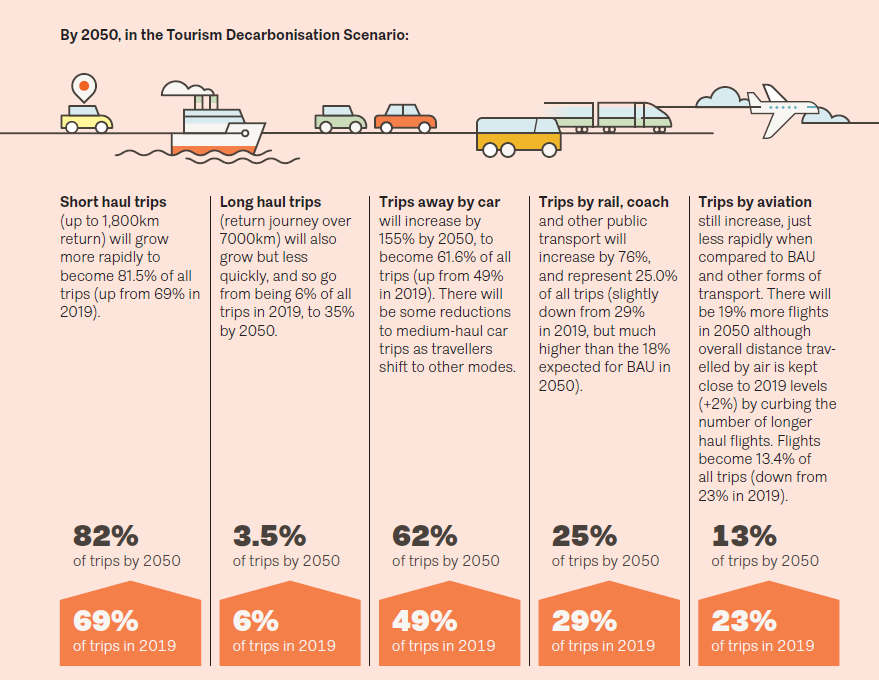 By 2050, in the Tourism Decarbonisation Scenario:
Short haul trips
(up to 1,800km
return) will grow
more rapidly to
become 81.5% of all
trips (up from 69% in
2019).
82%
of trips by 2050
69%
of trips in 2019
Long haul trips
(return journey over
7000km) will also
grow but less
quickly, and so go
from being 6% of all
trips in 2019, to 35%
by 2050.
3.5%
of trips by 2050
6%
of trips in 2019
Trips away by car
will increase by
155% by 2050, to
become 61.6% of all
trips (up from 49%
in 2019). There will
be some reductions
to medium-haul car
trips as travellers
shift to other modes.
62%
of trips by 2050
49%
of trips in 2019
Trips by rail, coach
and other public
transport will
increase by 76%,
and represent 25.0%
of all trips (slightly
down from 29%
in 2019, but much
higher than the 18%
expected for BAU in
2050).
25%
of trips by 2050
29%
of trips in 2019
Trips by aviation
still increase, just
less rapidly when
compared to BAU
and other forms of
transport. There will
be 19% more flights
in 2050 although
overall distance trav-
elled by air is kept
close to 2019 levels
(+2%) by curbing the
number of longer
haul flights. Flights
become 13.4% of
all trips (down from
23% in 2019).
13%
of trips by 2050
23%
of trips in 2019